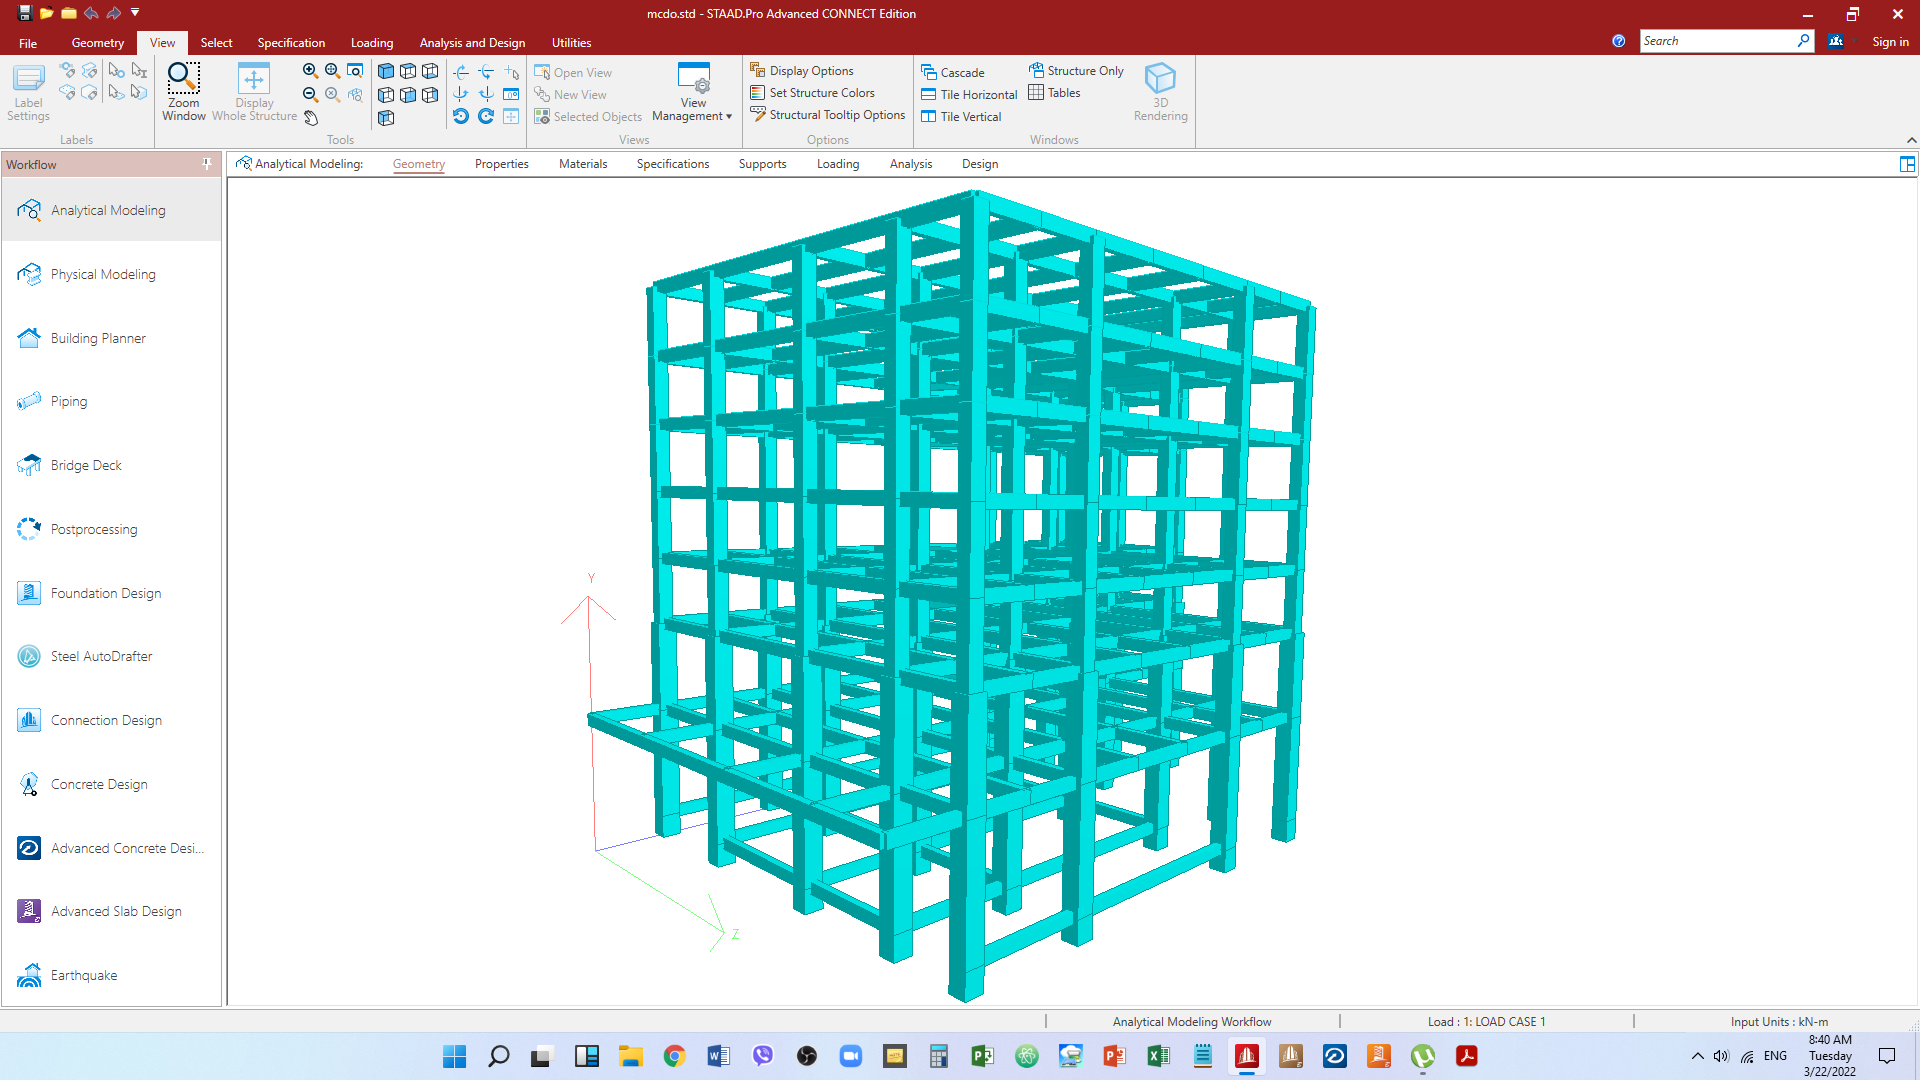 mcdo.std - STAAD.Pro Advanced CONNECT Edition
File Geometry View Select Specification Loading Analysis and Design Utilities Search Sign in
Label Settings
Zoom Window
Display Whole Structure
Open View
New View
Selected Objects
View Management
Display Options
Set Structure Colors
Structural Tooltip Options
Cascade
Tile Horizontal
Tile Vertical
Structure Only
Tables
3D Rendering
Labels Tools Views Options Windows
Workflow
Analytical Modeling: Geometry Properties Materials Specifications Supports Loading Analysis Design
Analytical Modeling
Physical Modeling
Building Planner
Piping
Bridge Deck
Postprocessing
Foundation Design
Steel AutoDrafter
Connection Design
Concrete Design
Advanced Concrete Desi...
Advanced Slab Design
Earthquake
Y
Z
Analytical Modeling Workflow
Load : 1: LOAD CASE 1
Input Units : kN-m
ENG
8:40 AM
Tuesday
3/22/2022